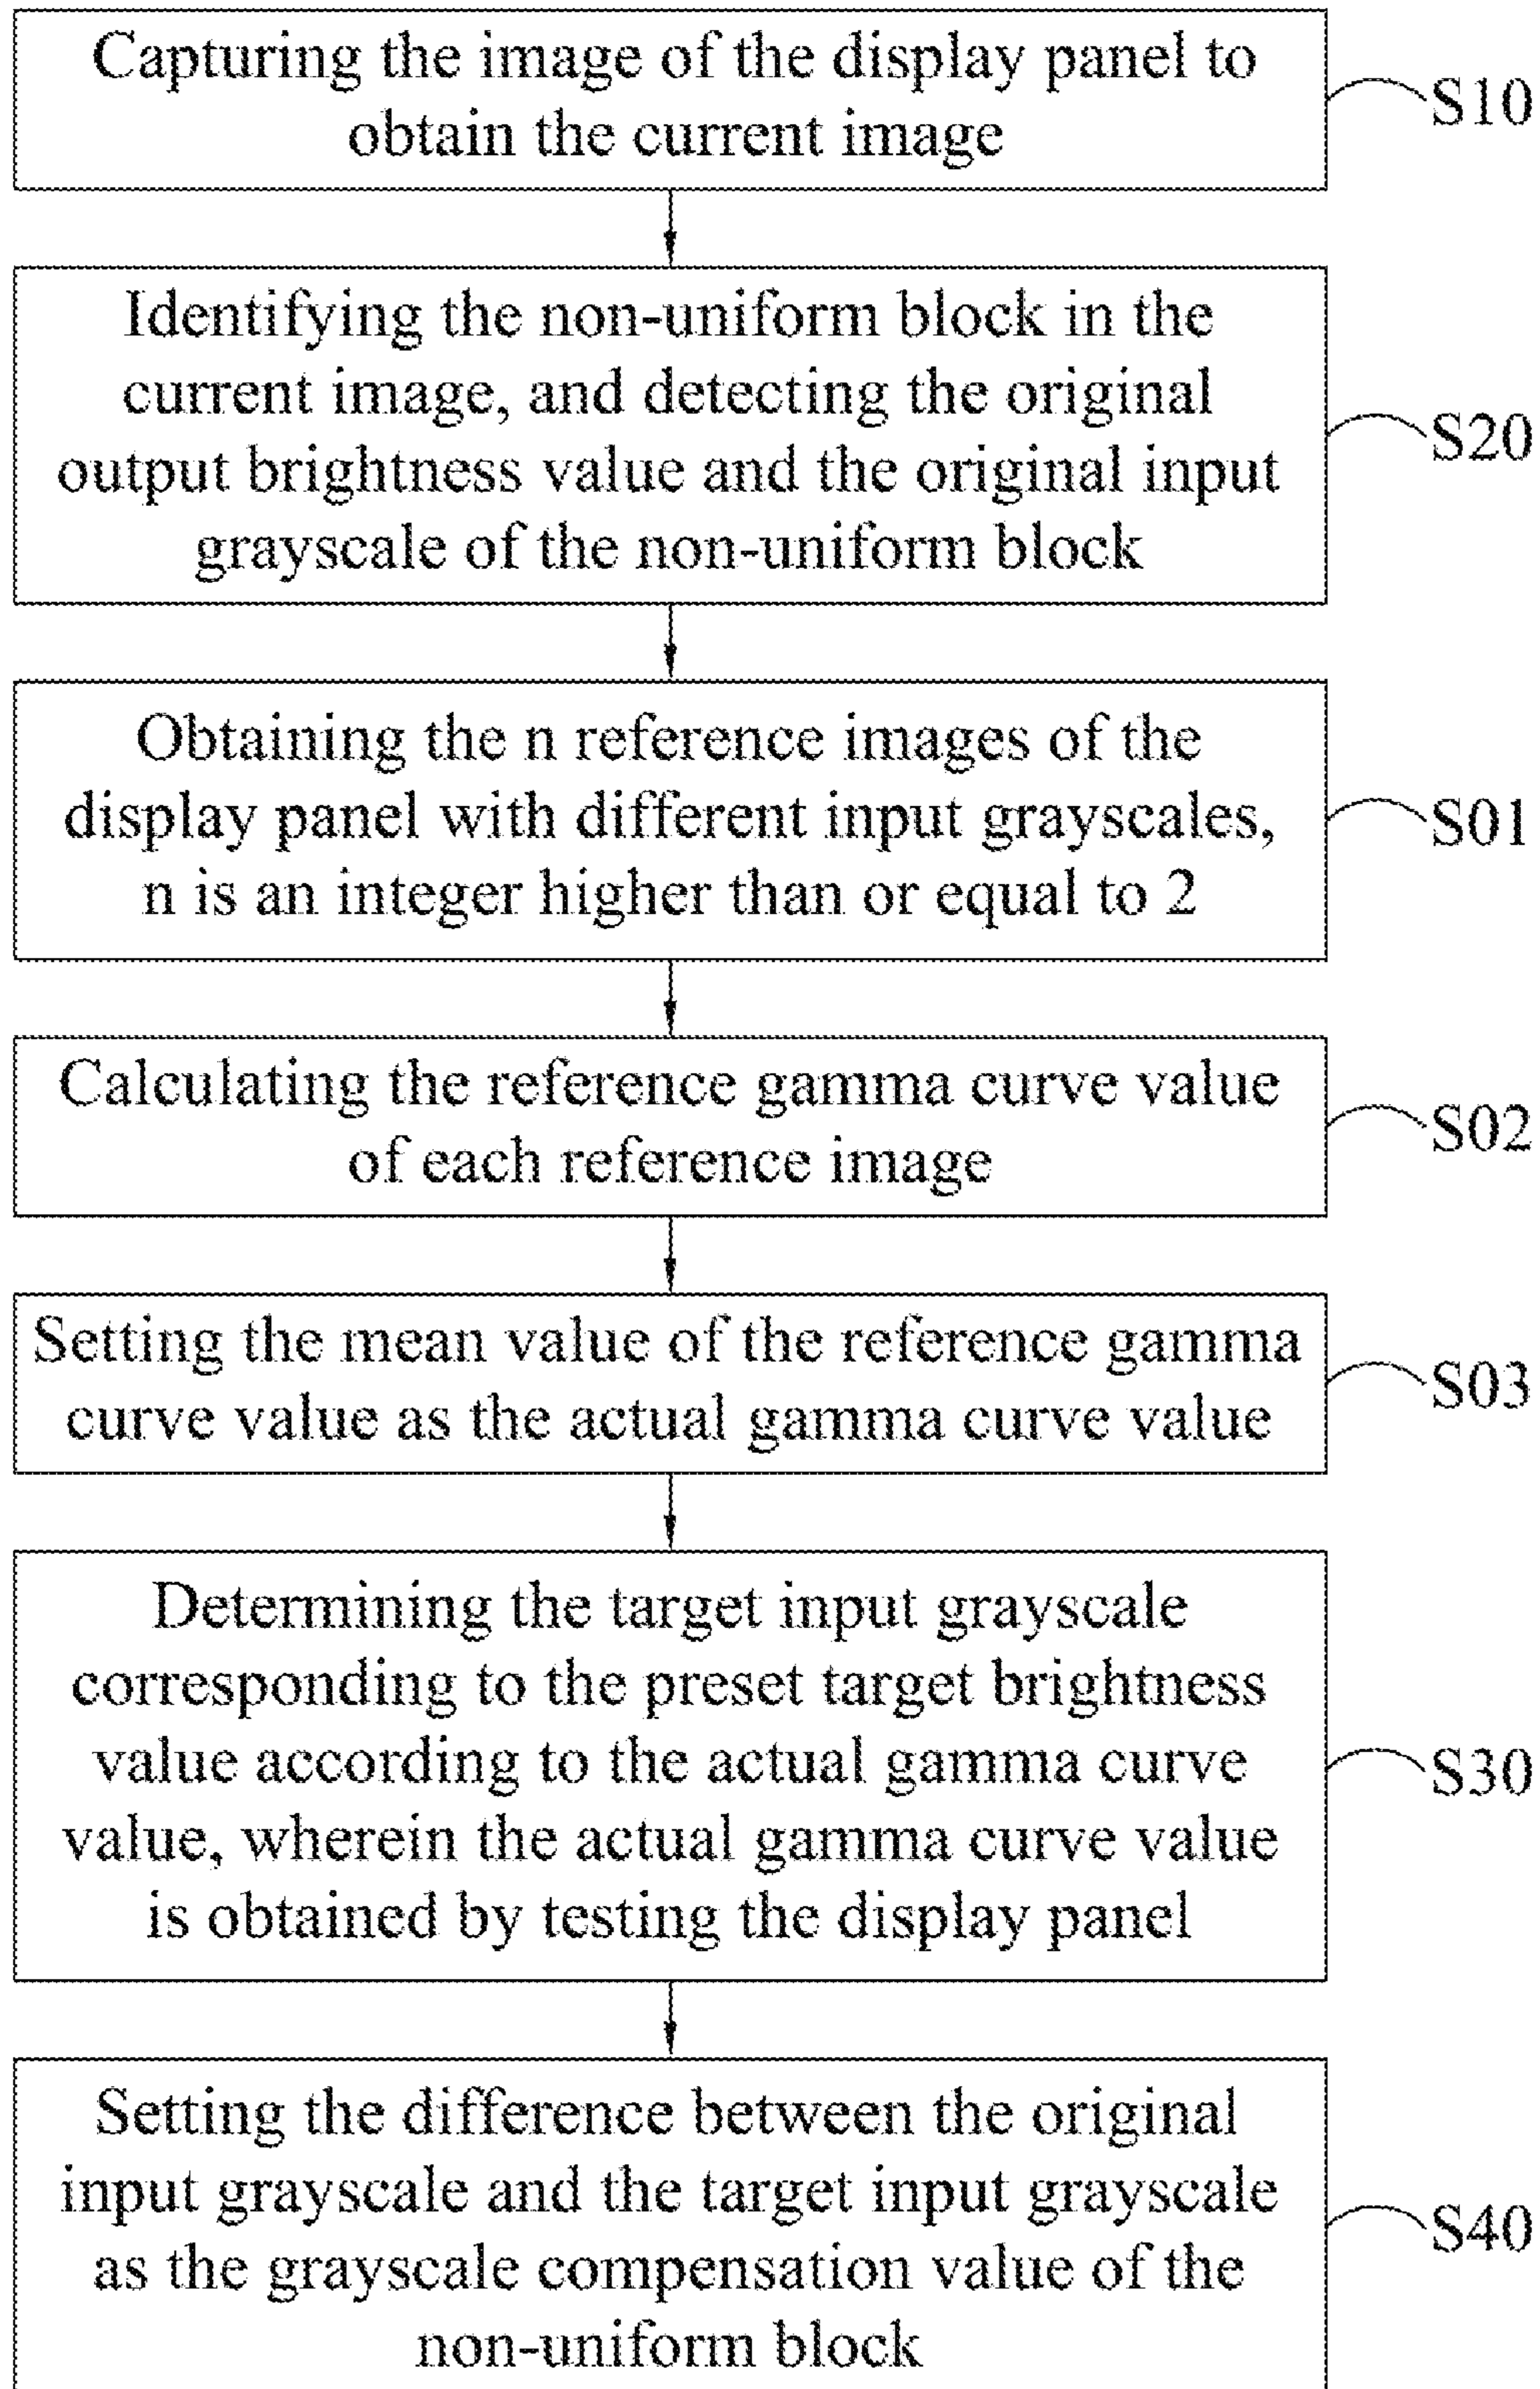 Capturing the image of the display panel to
obtain the current image
S10
Identifying the non-uniform block in the
current image, and detecting the original
output brightness value and the original input
grayscale of the non-uniform block
S20
Obtaining the n reference images of the
display panel with different input grayscales,
n is an integer higher than or equal to 2
S01
Calculating the reference gamma curve value
of each reference image
S02
Setting the mean value of the reference gamma
curve value as the actual gamma curve value
S03
Determining the target input grayscale
corresponding to the preset target brightness
value according to the actual gamma curve
value, wherein the actual gamma curve value
is obtained by testing the display panel
S30
Setting the difference between the original
input grayscale and the target input grayscale
as the grayscale compensation value of the
non-uniform block
S40